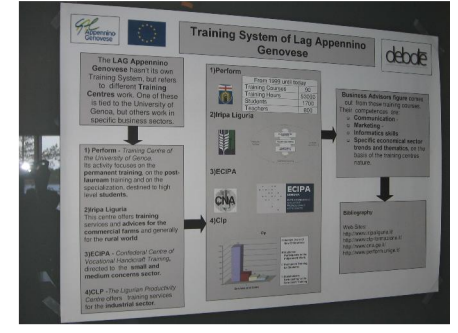 Appennino
Genovese
Training System of Lag Appennino
Genovese
debate
The LAG Appennino
Genovese hasn't its own
Training System, but refers
to different Training
Centres work. One of these
is tied to the University of
Genoa, but others work in
specific business sectors.
1) Perform - Training Centre of
the University of Genoa.
Its activity focuses on the
permanent training, on the post-
laureám training and on the
specialization, destined to high
level students.
2)Iripa Liguria
This centre offers training
services and advices for the
commercial farms and generally
for the rural world
3)ECIPA - Confederal Centre of
Vocational Handicraft Training,
directed to the small and
medium concerns sector.
4)CLP -The Ligurian Productivity
Centre offers training services
for the industrial sector.
1)Perform
From 1999 until today
Training Courses 90
Training Hours
Students 1700
Teachers 800
2)Iripa Liguria
3)ECIPA
CNA
ECIPA
4)Clp
Clp
Business Advisors figure comes
out from these training courses.
Their competences are:
Communication
Marketing
Informatics skills
Specific economical sector
trends and thematics, on the
basis of the training centres
nature.
Bibliography
Web Sites: